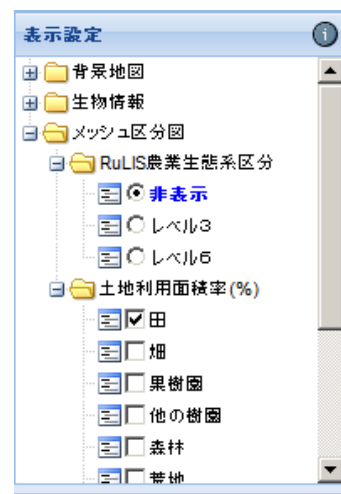 表示設定
背景地図
生物情報
メッシュ区分図
RuLIS農業生態系区分
非表示
レベル3
レベル6
土地利用面積率(%)
田
畑
果樹園
他の樹園
森林
荒地